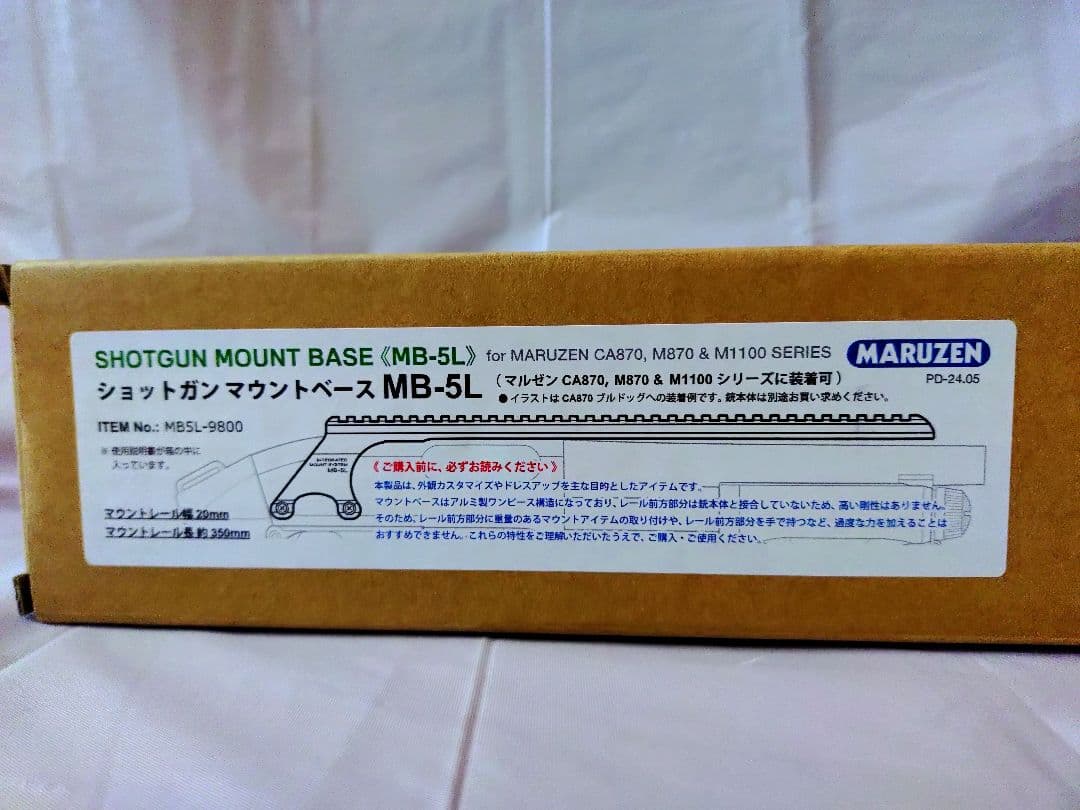 SHOTGUN MOUNT BASE《MB-5L》 for MARUZEN CA870, M870 & M1100 SERIES MARUZEN
ショットガン マウントベース MB-5L （マルゼン CA870, M870 & M1100 シリーズに装着可）
PD-24.05
●イラストは CA870 ブルドッグへの装着例です。銃本体は別途お買い求めください。
ITEM No.: MB5L-9800
※ 使用説明書が箱の中に
入っています。
INTEGRATED
MOUNT SYSTEM
MB-5L
《 ご購入前に、必ずお読みください 》
本製品は、外観カスタマイズやドレスアップを主な目的としたアイテムです。
マウントベースはアルミ製ワンピース構造になっており、レール前方部分は銃本体と接合していないため、高い剛性はありません。
そのため、レール前方部分に重量のあるマウントアイテムの取り付けや、レール前方部分を手で持つなど、過度な力を加えることは
おすすめできません。これらの特性をご理解いただいたうえで、ご購入・ご使用ください。
マウントレール幅 20mm
マウントレール長 約 350mm